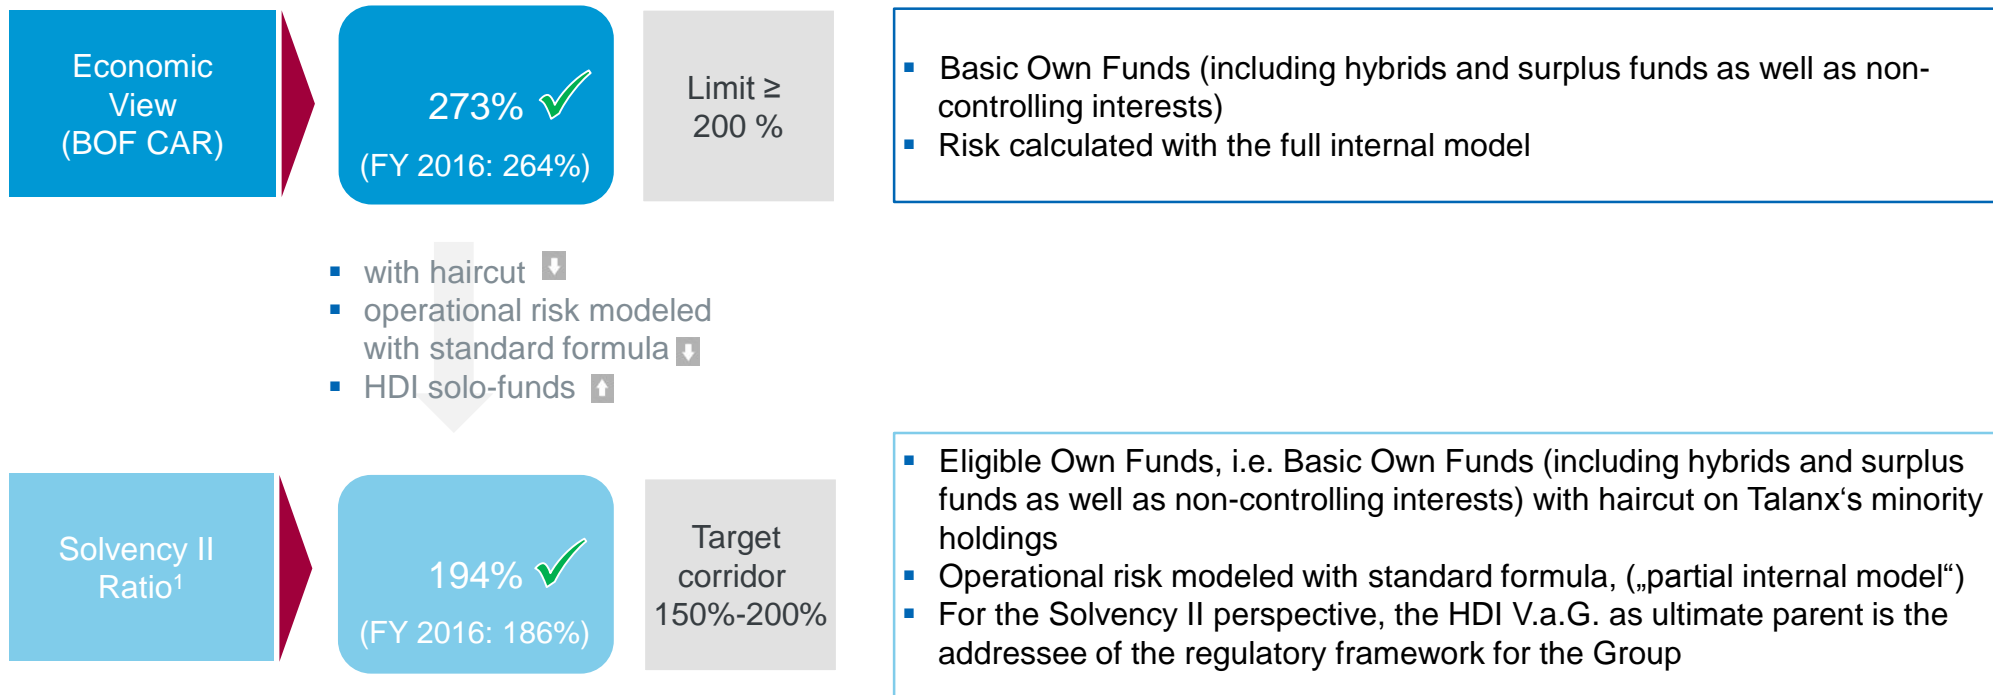 Economic
View
(BOF CAR)
273%
(FY 2016: 264%)
Limit ≥
200 %
▪ Basic Own Funds (including hybrids and surplus funds as well as non-
controlling interests)
▪ Risk calculated with the full internal model
▪ with haircut
▪ operational risk modeled
with standard formula
▪ HDI solo-funds
Solvency II
Ratio¹
194%
(FY 2016: 186%)
Target
corridor
150%-200%
▪ Eligible Own Funds, i.e. Basic Own Funds (including hybrids and surplus
funds as well as non-controlling interests) with haircut on Talanx‘s minority
holdings
▪ Operational risk modeled with standard formula, („partial internal model“)
▪ For the Solvency II perspective, the HDI V.a.G. as ultimate parent is the
addressee of the regulatory framework for the Group